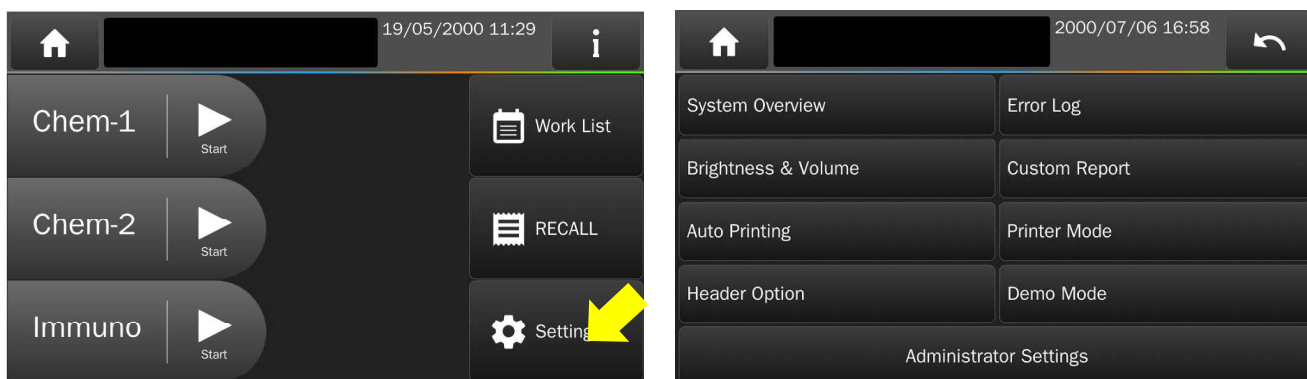 19/05/2000 11:29
Chem-1
Start
Work List
Chem-2
Start
RECALL
Immuno
Start
Setting
2000/07/06 16:58
System Overview
Error Log
Brightness & Volume
Custom Report
Auto Printing
Printer Mode
Header Option
Demo Mode
Administrator Settings